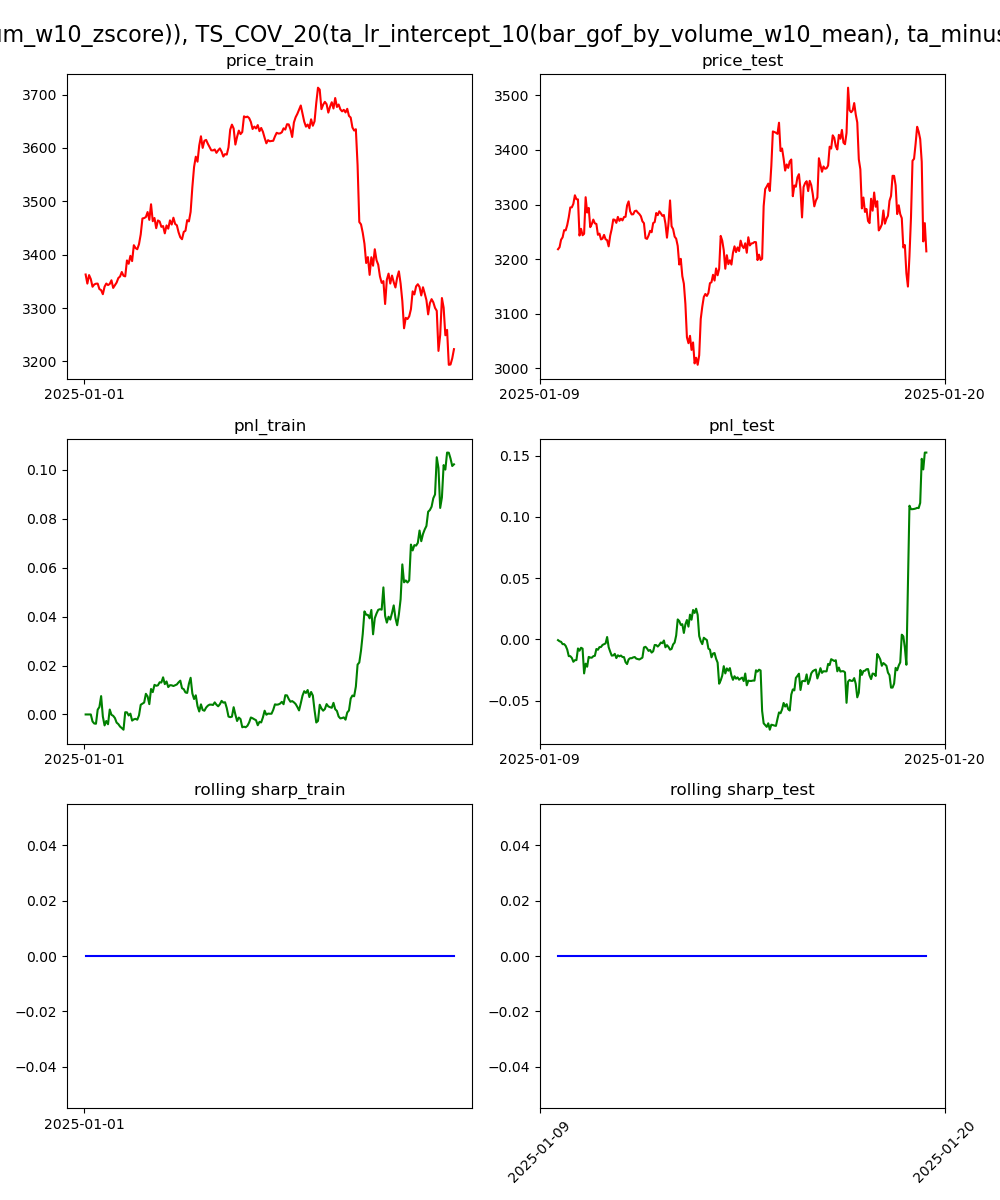 m_w10_zscore)), TS_COV_20(ta_lr_intercept_10(bar_gof_by_volume_w10_mean), ta_minus
price_train price_test
3700 3600 3500 3400 3300 3200
2025-01-01
3500 3400 3300 3200 3100 3000
2025-01-09 2025-01-20
pnl_train pnl_test
0.10 0.08 0.06 0.04 0.02 0.00
2025-01-01
0.15 0.10 0.05 0.00 −0.05
2025-01-09 2025-01-20
rolling sharp_train rolling sharp_test
0.04 0.02 0.00 −0.02 −0.04
2025-01-01
0.04 0.02 0.00 −0.02 −0.04
2025-01-09 2025-01-20